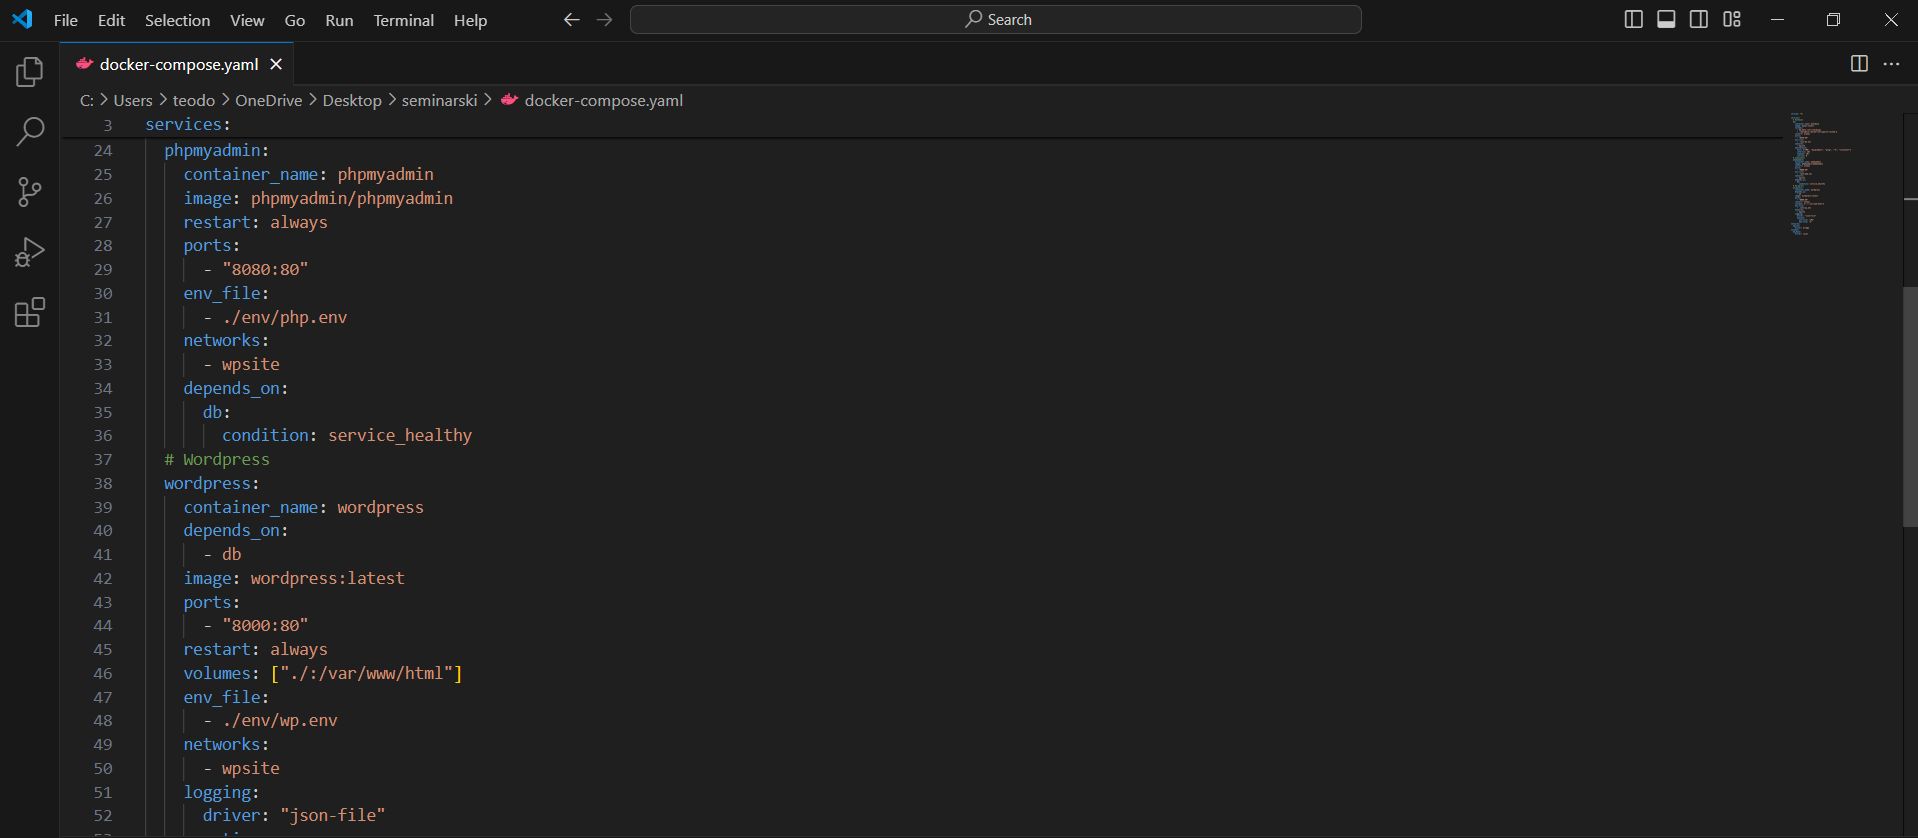 File Edit Selection View Go Run Terminal Help Search
docker-compose.yaml
C: > Users > teodo > OneDrive > Desktop > seminarski > docker-compose.yaml
3 services:
24 phpmyadmin:
25 container_name: phpmyadmin
26 image: phpmyadmin/phpmyadmin
27 restart: always
28 ports:
29 - "8080:80"
30 env_file:
31 - ./env/php.env
32 networks:
33 - wpsite
34 depends_on:
35 db:
36 condition: service_healthy
37 # Wordpress
38 wordpress:
39 container_name: wordpress
40 depends_on:
41 - db
42 image: wordpress:latest
43 ports:
44 - "8000:80"
45 restart: always
46 volumes: ["./:/var/www/html"]
47 env_file:
48 - ./env/wp.env
49 networks:
50 - wpsite
51 logging:
52 driver: "json-file"